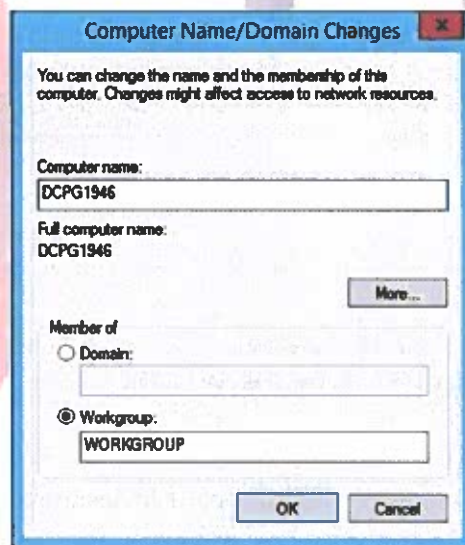 Computer Name/Domain Changes
You can change the name and the membership of this
computer. Changes might affect access to network resources.
Computer name:
DCPG1946
Full computer name:
DCPG1946
More...
Member of
Domain:
Workgroup:
WORKGROUP
OK
Cancel